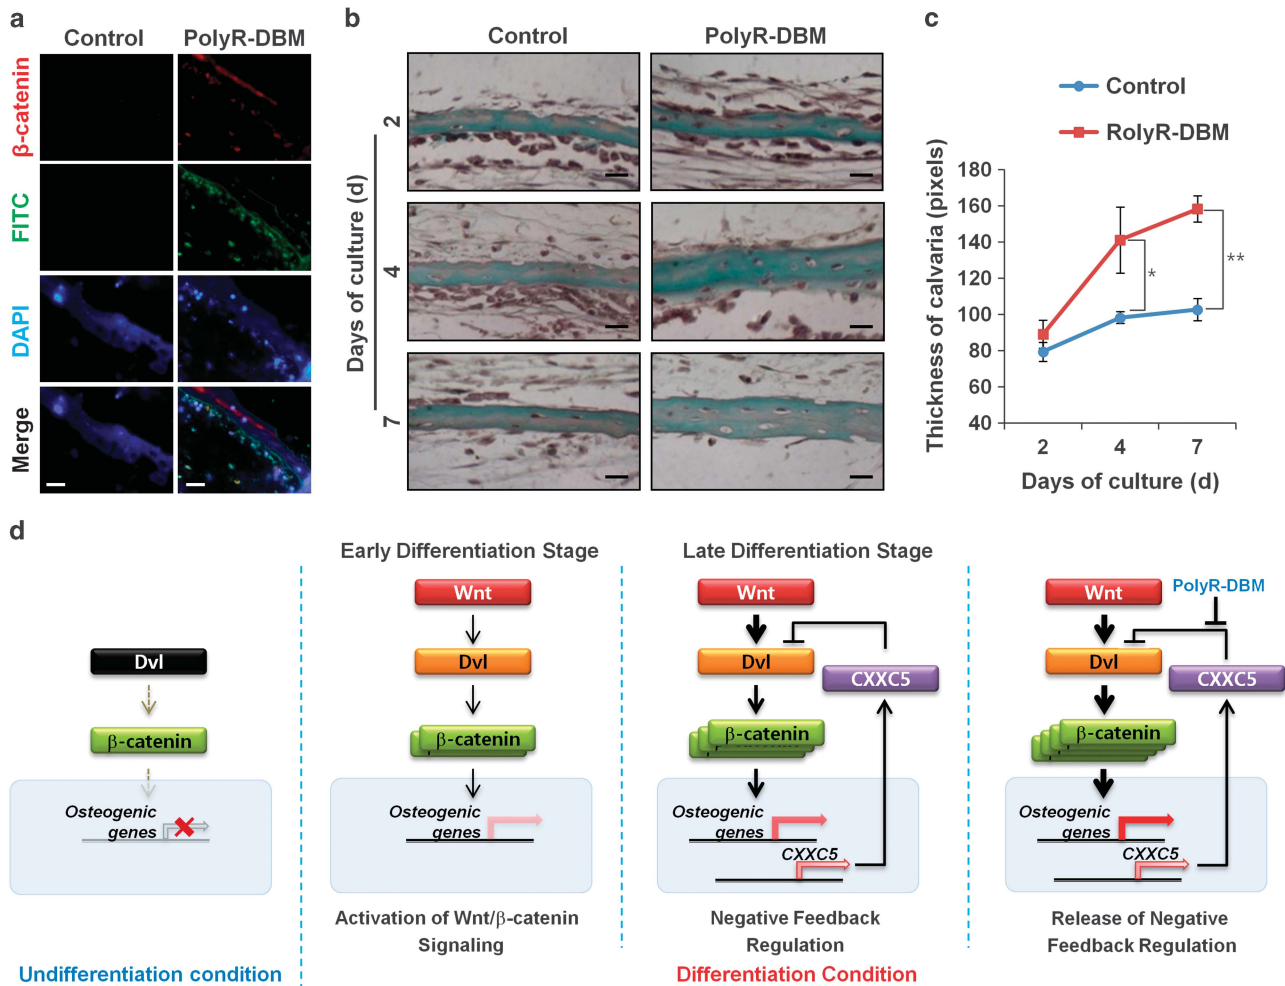 a
Control
PolyR-DBM
β-catenin
FITC
DAPI
Merge
b
Control
PolyR-DBM
Days of culture (d)
2
4
7
c
Control
RolyR-DBM
Thickness of calvaria (pixels)
180
160
140
120
100
80
60
40
*
**
2
4
7
Days of culture (d)
d
Early Differentiation Stage
Late Differentiation Stage
Dvl
β-catenin
Osteogenic
genes
Undifferentiation condition
Wnt
Dvl
β-catenin
Osteogenic
genes
Activation of Wnt/β-catenin
Signaling
Wnt
Dvl
CXXC5
β-catenin
Osteogenic
genes
CXXC5
Negative Feedback
Regulation
Differentiation Condition
Wnt
PolyR-DBM
Dvl
CXXC5
β-catenin
Osteogenic
genes
CXXC5
Release of Negative
Feedback Regulation